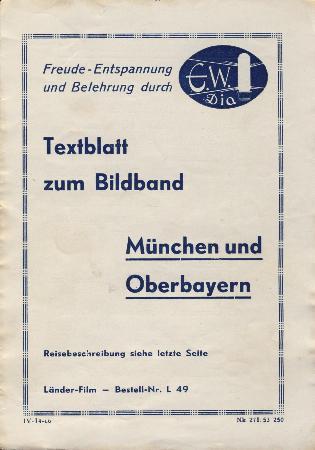 Freude-Entspannung
und Belehrung durch
E.W.
Dia
Textblatt
zum Bildband
München und
Oberbayern
Reisebeschreibung siehe letzte Seite
Länder-Film – Bestell-Nr. L 49